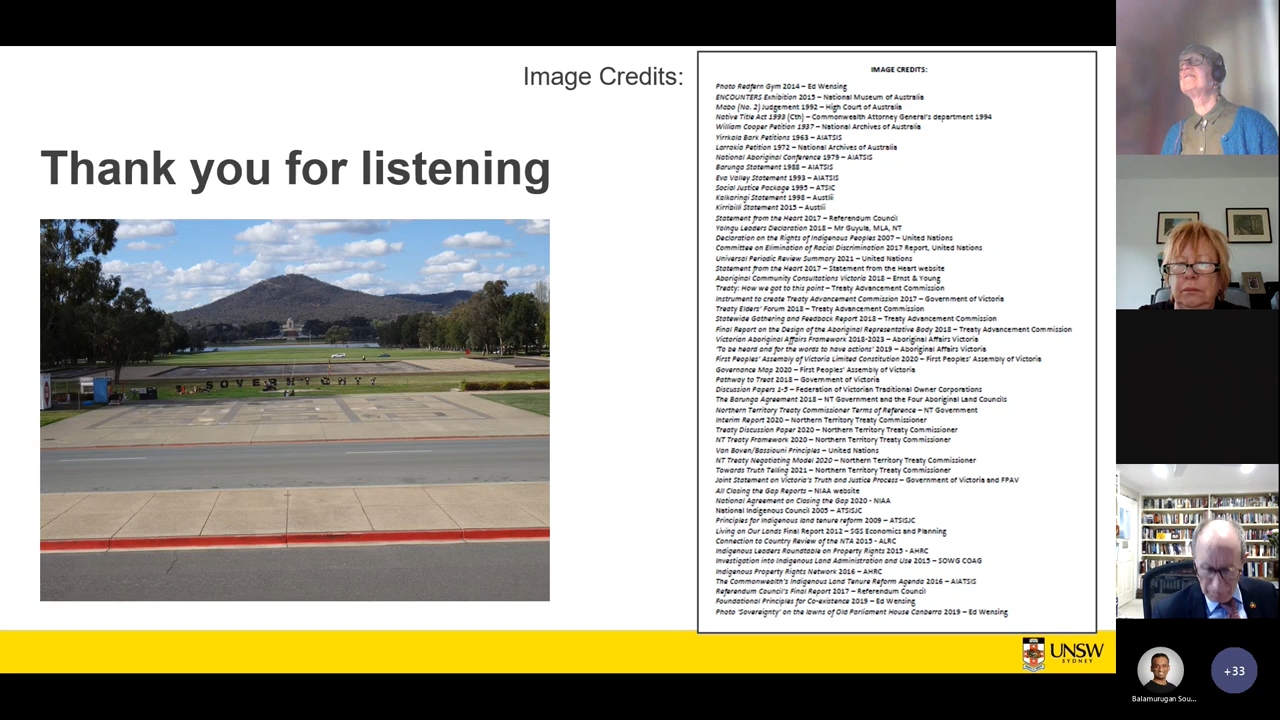 Image Credits:
Thank you for listening
SOVEREIGNTY
IMAGE CREDITS:
Photo Redfern Gym 2014 – Ed Wensing
ENCOUNTERS Exhibition 2015 – National Museum of Australia
Mabo (No. 2) Judgement 1992 – High Court of Australia
Native Title Act 1993 (Cth) – Commonwealth Attorney General's department 1994
William Cooper Petition 1937 – National Archives of Australia
Yirrkala Bark Petitions 1963 – AIATSIS
Larrakia Petition 1972 – National Archives of Australia
National Aboriginal Conference 1979 – AIATSIS
Barunga Statement 1988 – AIATSIS
Eva Valley Statement 1993 – AIATSIS
Social Justice Package 1995 – ATSIC
Kalkaringi Statement 1998 – Austlii
Kirribilli Statement 2015 – Austlii
Statement from the Heart 2017 – Referendum Council
Yolngu Leaders Declaration 2018 – Mr Guyula, MLA, NT
Declaration on the Rights of Indigenous Peoples 2007 – United Nations
Committee on Elimination of Racial Discrimination 2017 Report, United Nations
Universal Periodic Review Summary 2021 – United Nations
Statement from the Heart 2017 – Statement from the Heart website
Aboriginal Community Consultations Victoria 2018 – Ernst & Young
Treaty: How we got to this point – Treaty Advancement Commission
Instrument to create Treaty Advancement Commission 2017 – Government of Victoria
Treaty Elders' Forum 2018 – Treaty Advancement Commission
Statewide Gathering and Feedback Report 2018 – Treaty Advancement Commission
Final Report on the Design of the Aboriginal Representative Body 2018 – Treaty Advancement Commission
Victorian Aboriginal Affairs Framework 2018-2023 – Aboriginal Affairs Victoria
'To be heard and for the words to have actions' 2019 – Aboriginal Affairs Victoria
First Peoples' Assembly of Victoria Limited Constitution 2020 – First Peoples' Assembly of Victoria
Governance Map 2020 – First Peoples' Assembly of Victoria
Pathway to Treat 2018 – Government of Victoria
Discussion Papers 1-5 – Federation of Victorian Traditional Owner Corporations
The Barunga Agreement 2018 – NT Government and the Four Aboriginal Land Councils
Northern Territory Treaty Commissioner Terms of Reference – NT Government
Interim Report 2020 – Northern Territory Treaty Commissioner
Treaty Discussion Paper 2020 – Northern Territory Treaty Commissioner
NT Treaty Framework 2020 – Northern Territory Treaty Commissioner
Van Boven/Bassiouni Principles – United Nations
NT Treaty Negotiating Model 2020 – Northern Territory Treaty Commissioner
Towards Truth Telling 2021 – Northern Territory Treaty Commissioner
Joint Statement on Victoria's Truth and Justice Process – Government of Victoria and FPAV
All Closing the Gap Reports – NIAA website
National Agreement on Closing the Gap 2020 - NIAA
National Indigenous Council 2005 – ATSISJC
Principles for Indigenous land tenure reform 2009 – ATSISJC
Living on Our Lands Final Report 2012 – SGS Economics and Planning
Connection to Country Review of the NTA 2015 - ALRC
Indigenous Leaders Roundtable on Property Rights 2015 - AHRC
Investigation into Indigenous Land Administration and Use 2015 – SOWG COAG
Indigenous Property Rights Network 2016 – AHRC
The Commonwealth's Indigenous Land Tenure Reform Agenda 2016 – AIATSIS
Referendum Council's Final Report 2017 – Referendum Council
Foundational Principles for Co-existence 2019 – Ed Wensing
Photo 'Sovereignty' on the lawns of Old Parliament House Canberra 2019 – Ed Wensing
UNSW
SYDNEY
Balamurugan Sou...
+33